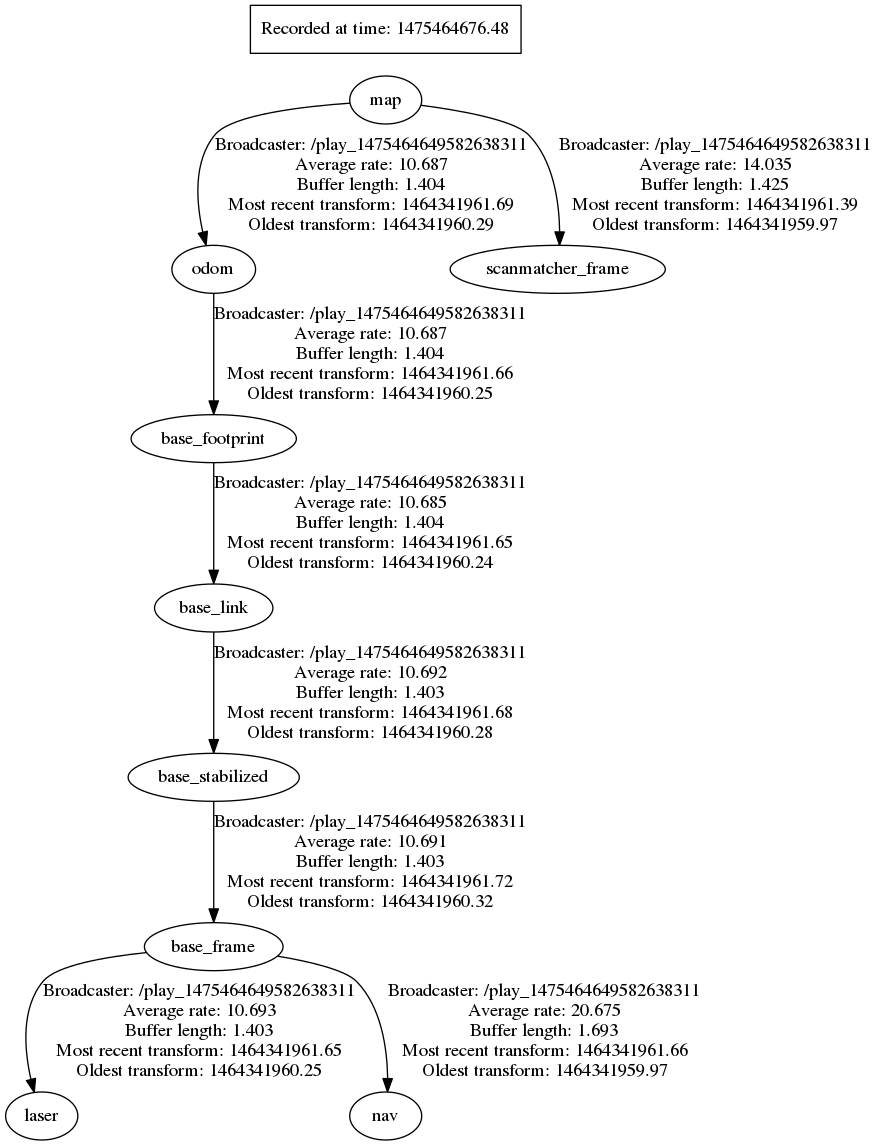 Recorded at time: 1475464676.48
map
Broadcaster: /play_1475464649582638311
Average rate: 10.687
Buffer length: 1.404
Most recent transform: 1464341961.69
Oldest transform: 1464341960.29
Broadcaster: /play_1475464649582638311
Average rate: 14.035
Buffer length: 1.425
Most recent transform: 1464341961.39
Oldest transform: 1464341959.97
odom
scanmatcher_frame
Broadcaster: /play_1475464649582638311
Average rate: 10.687
Buffer length: 1.404
Most recent transform: 1464341961.66
Oldest transform: 1464341960.25
base_footprint
Broadcaster: /play_1475464649582638311
Average rate: 10.685
Buffer length: 1.404
Most recent transform: 1464341961.65
Oldest transform: 1464341960.24
base_link
Broadcaster: /play_1475464649582638311
Average rate: 10.692
Buffer length: 1.403
Most recent transform: 1464341961.68
Oldest transform: 1464341960.28
base_stabilized
Broadcaster: /play_1475464649582638311
Average rate: 10.691
Buffer length: 1.403
Most recent transform: 1464341961.72
Oldest transform: 1464341960.32
base_frame
Broadcaster: /play_1475464649582638311
Average rate: 10.693
Buffer length: 1.403
Most recent transform: 1464341961.65
Oldest transform: 1464341960.25
Broadcaster: /play_1475464649582638311
Average rate: 20.675
Buffer length: 1.693
Most recent transform: 1464341961.66
Oldest transform: 1464341959.97
laser
nav